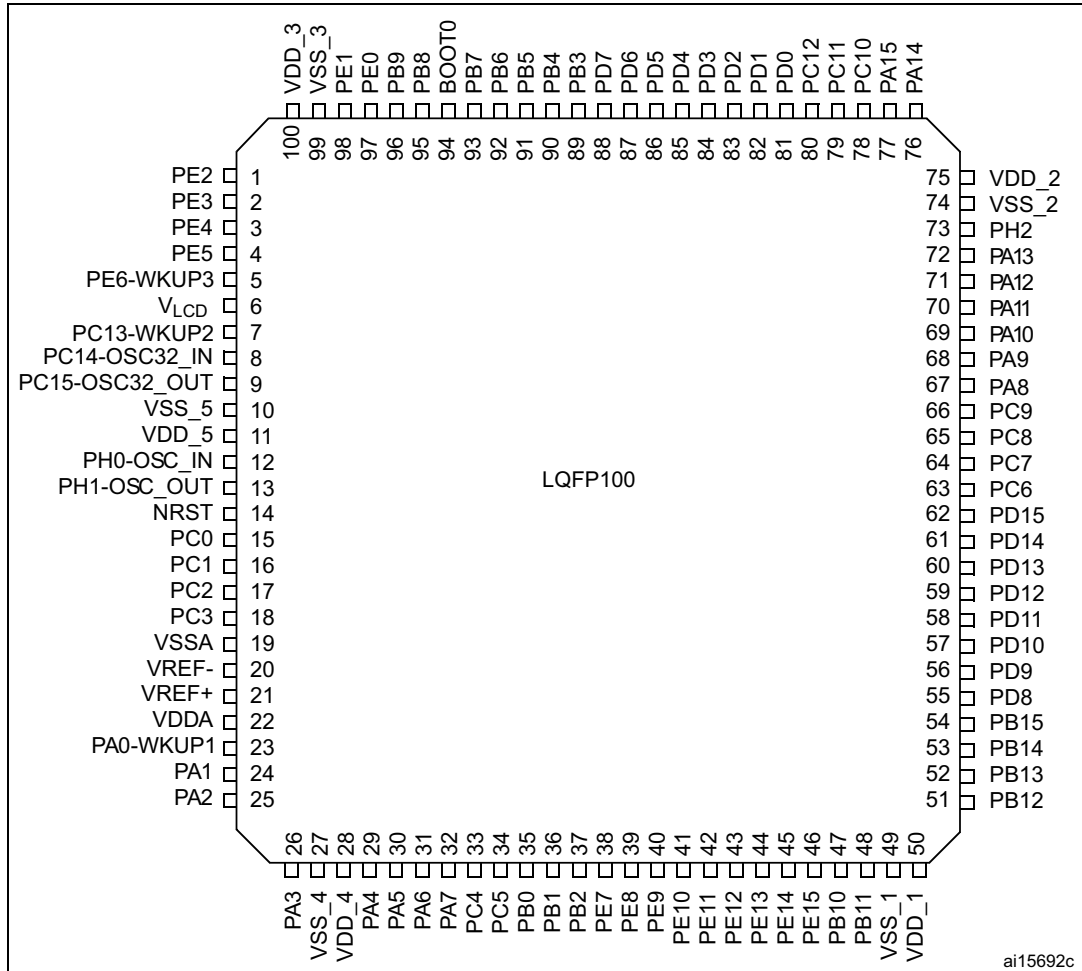 VDD_3
VSS_3
PE1
PE0
PB9
PB8
BOOT0
PB7
PB6
PB5
PB4
PB3
PD7
PD6
PD5
PD4
PD3
PD2
PD1
PD0
PC12
PC11
PC10
PA15
PA14
100
99
98
97
96
95
94
93
92
91
90
89
88
87
86
85
84
83
82
81
80
79
78
77
76
PE2 1
PE3 2
PE4 3
PE5 4
PE6-WKUP3 5
VLCD 6
PC13-WKUP2 7
PC14-OSC32_IN 8
PC15-OSC32_OUT 9
VSS_5 10
VDD_5 11
PH0-OSC_IN 12
PH1-OSC_OUT 13
NRST 14
PC0 15
PC1 16
PC2 17
PC3 18
VSSA 19
VREF- 20
VREF+ 21
VDDA 22
PA0-WKUP1 23
PA1 24
PA2 25
LQFP100
75 VDD_2
74 VSS_2
73 PH2
72 PA13
71 PA12
70 PA11
69 PA10
68 PA9
67 PA8
66 PC9
65 PC8
64 PC7
63 PC6
62 PD15
61 PD14
60 PD13
59 PD12
58 PD11
57 PD10
56 PD9
55 PD8
54 PB15
53 PB14
52 PB13
51 PB12
26
27
28
29
30
31
32
33
34
35
36
37
38
39
40
41
42
43
44
45
46
47
48
49
50
PA3
VSS_4
VDD_4
PA4
PA5
PA6
PA7
PC4
PC5
PB0
PB1
PB2
PE7
PE8
PE9
PE10
PE11
PE12
PE13
PE14
PE15
PB10
PB11
VSS_1
VDD_1
ai15692c